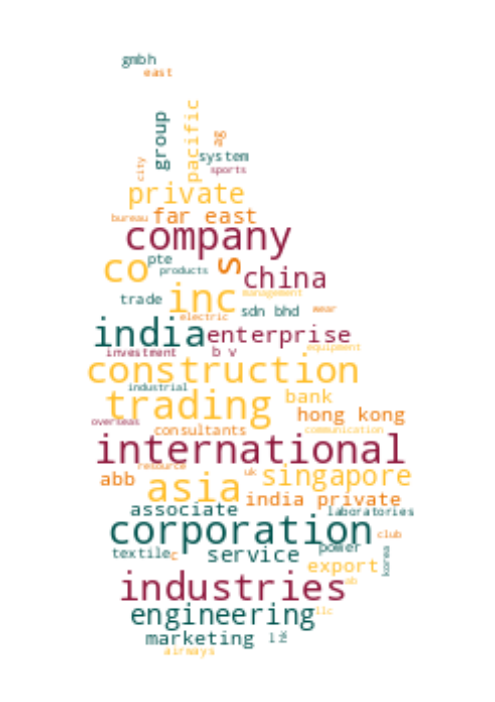 gmbh
east
group
pacific
ag
system
city
sports
private
bureau far east
company
co pte s
products china
trade inc management
electric sdn bhd wear
india enterprise
investment b v equipment
construction
industrial
trading bank
hong kong
overseas consultants communication
international
resource
abb asia uk singapore
india private
associate laboratories
corporation club
textile c service power
korea
export
industries ab
engineering llc
marketing
airways